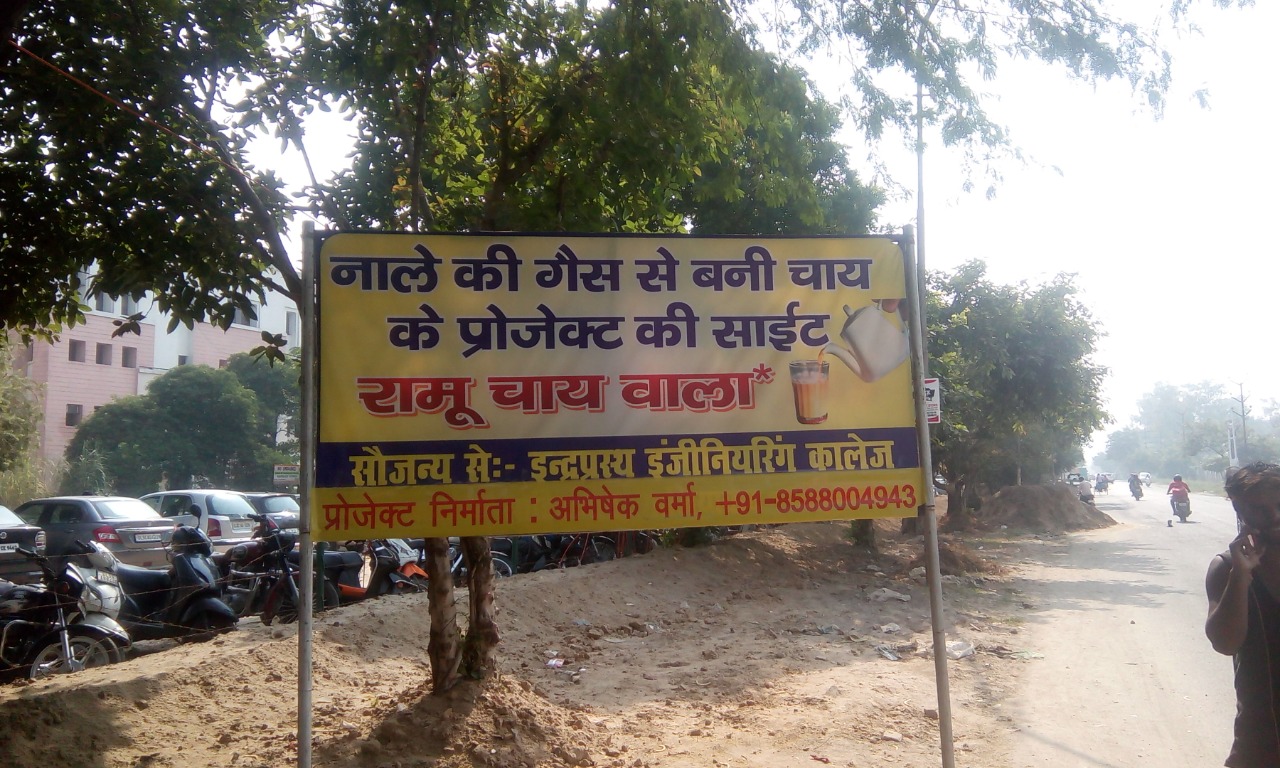 नाले की गैस से बनी चाय
के प्रोजेक्ट की साईट
रामू चाय वाला*
सौजन्य सेः- इन्द्रप्रस्थ इंजीनियरिंग कालेज
प्रोजेक्ट निर्माता : अभिषेक वर्मा, +91-8588004943